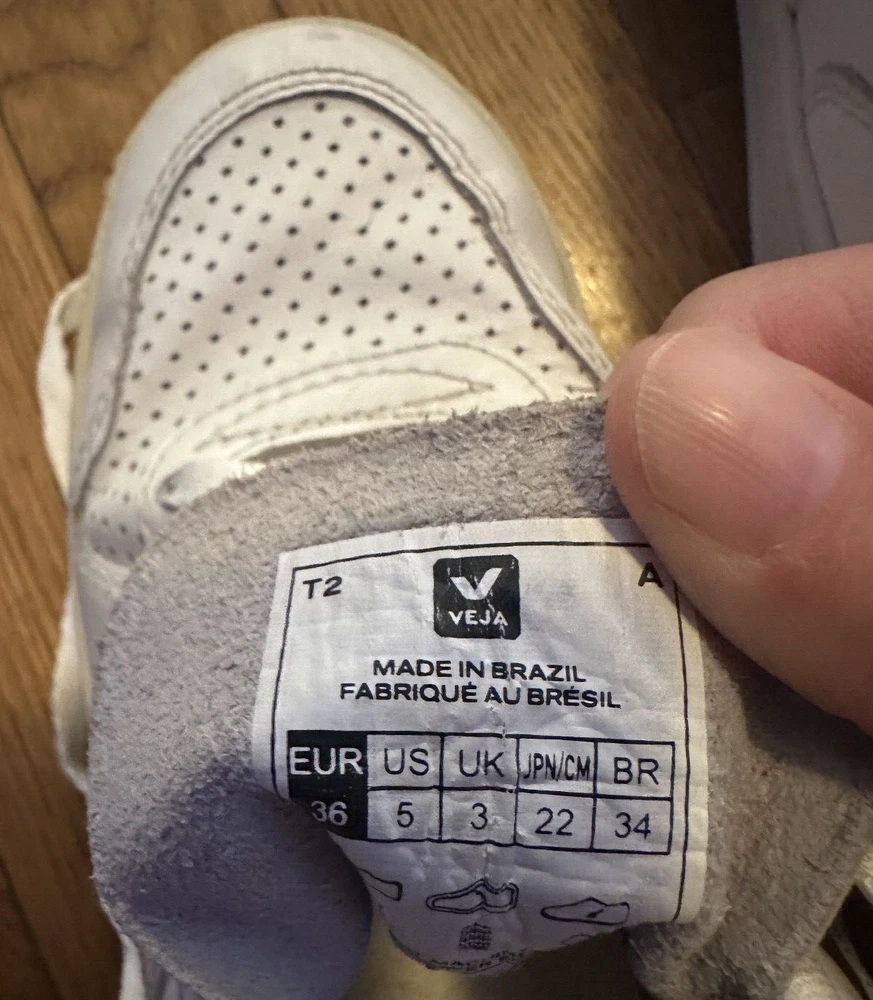 T2
A
VEJA
MADE IN BRAZIL
FABRIQUÉ AU BRÉSIL
EUR US UK JPN/CM BR
36 5 3 22 34